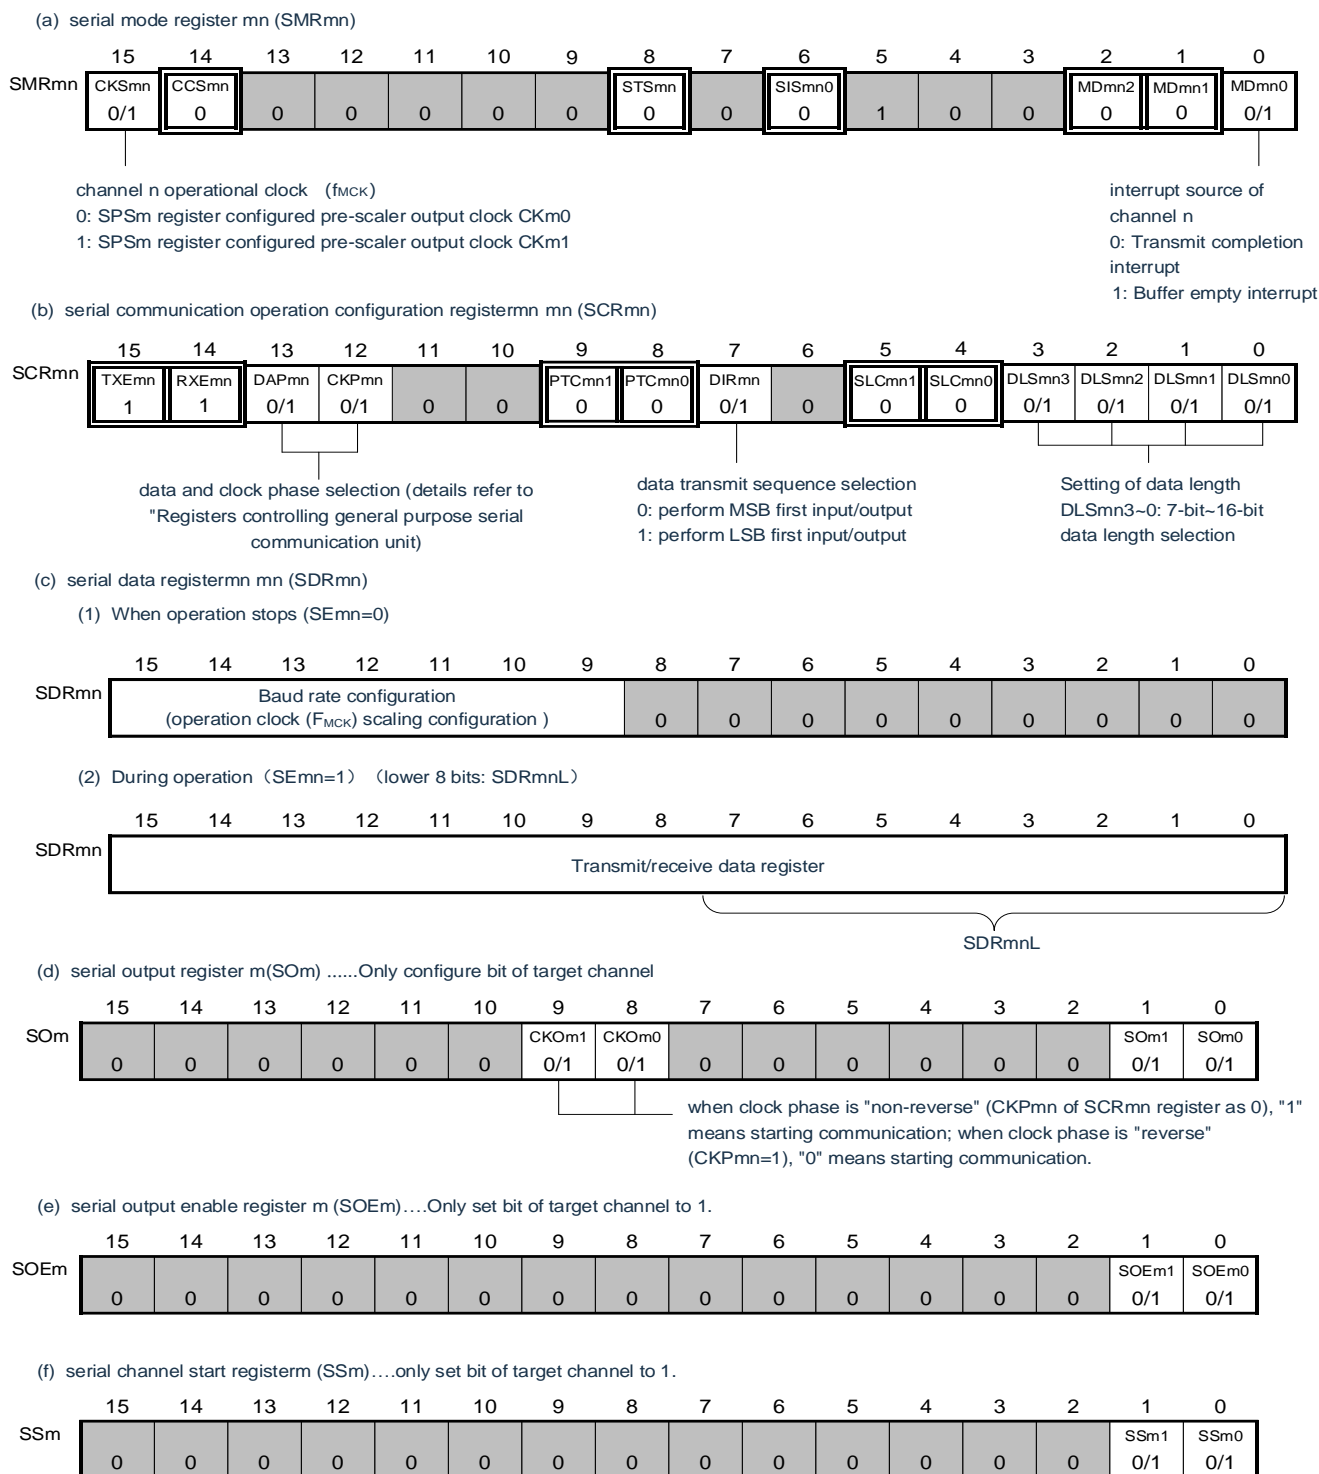 (a) serial mode register mn (SMRmn)
15 14 13 12 11 10 9 8 7 6 5 4 3 2 1 0
SMRmn CKSmn CCSmn STSmn SISmn0 MDmn2 MDmn1 MDmn0
0/1 0 0 0 0 0 0 0 0 0 1 0 0 0 0 0/1
channel n operational clock (fMCK)
0: SPSm register configured pre-scaler output clock CKm0
1: SPSm register configured pre-scaler output clock CKm1
interrupt source of
channel n
0: Transmit completion
interrupt
1: Buffer empty interrupt
(b) serial communication operation configuration registermn mn (SCRmn)
15 14 13 12 11 10 9 8 7 6 5 4 3 2 1 0
SCRmn TXEmn RXEmn DAPmn CKPmn PTCmn1 PTCmn0 DIRmn SLCmn1 SLCmn0 DLSmn3 DLSmn2 DLSmn1 DLSmn0
1 1 0/1 0/1 0 0 0 0 0/1 0 0 0 0/1 0/1 0/1 0/1
data and clock phase selection (details refer to
"Registers controlling general purpose serial
communication unit)
data transmit sequence selection
0: perform MSB first input/output
1: perform LSB first input/output
Setting of data length
DLSmn3~0: 7-bit~16-bit
data length selection
(c) serial data registermn mn (SDRmn)
(1) When operation stops (SEmn=0)
15 14 13 12 11 10 9 8 7 6 5 4 3 2 1 0
SDRmn Baud rate configuration
(operation clock (FMCK) scaling configuration ) 0 0 0 0 0 0 0 0 0
(2) During operation（SEmn=1）（lower 8 bits: SDRmnL）
15 14 13 12 11 10 9 8 7 6 5 4 3 2 1 0
SDRmn Transmit/receive data register
SDRmnL
(d) serial output register m(SOm) ......Only configure bit of target channel
15 14 13 12 11 10 9 8 7 6 5 4 3 2 1 0
SOm CKOm1 CKOm0 SOm1 SOm0
0 0 0 0 0 0 0/1 0/1 0 0 0 0 0 0 0/1 0/1
when clock phase is "non-reverse" (CKPmn of SCRmn register as 0), "1"
means starting communication; when clock phase is "reverse"
(CKPmn=1), "0" means starting communication.
(e) serial output enable register m (SOEm)….Only set bit of target channel to 1.
15 14 13 12 11 10 9 8 7 6 5 4 3 2 1 0
SOEm SOEm1 SOEm0
0 0 0 0 0 0 0 0 0 0 0 0 0 0 0/1 0/1
(f) serial channel start registerm (SSm)….only set bit of target channel to 1.
15 14 13 12 11 10 9 8 7 6 5 4 3 2 1 0
SSm SSm1 SSm0
0 0 0 0 0 0 0 0 0 0 0 0 0 0 0/1 0/1